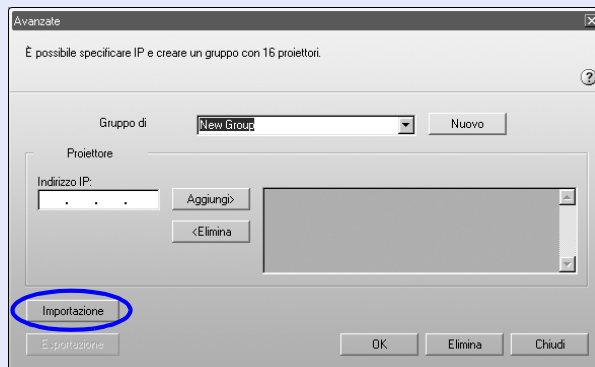 Avanzate
È possibile specificare IP e creare un gruppo con 16 proiettori.
?
Gruppo di New Group Nuovo
Proiettore
Indirizzo IP:
. . . Aggiungi>
<Elimina
Importazione
Esportazione OK Elimina Chiudi